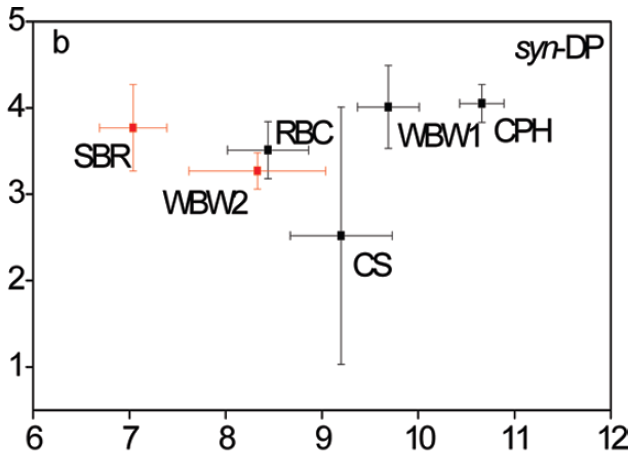 5
b
syn-DP
4
SBR
RBC
WBW1
CPH
3
WBW2
CS
2
1
6 7 8 9 10 11 12